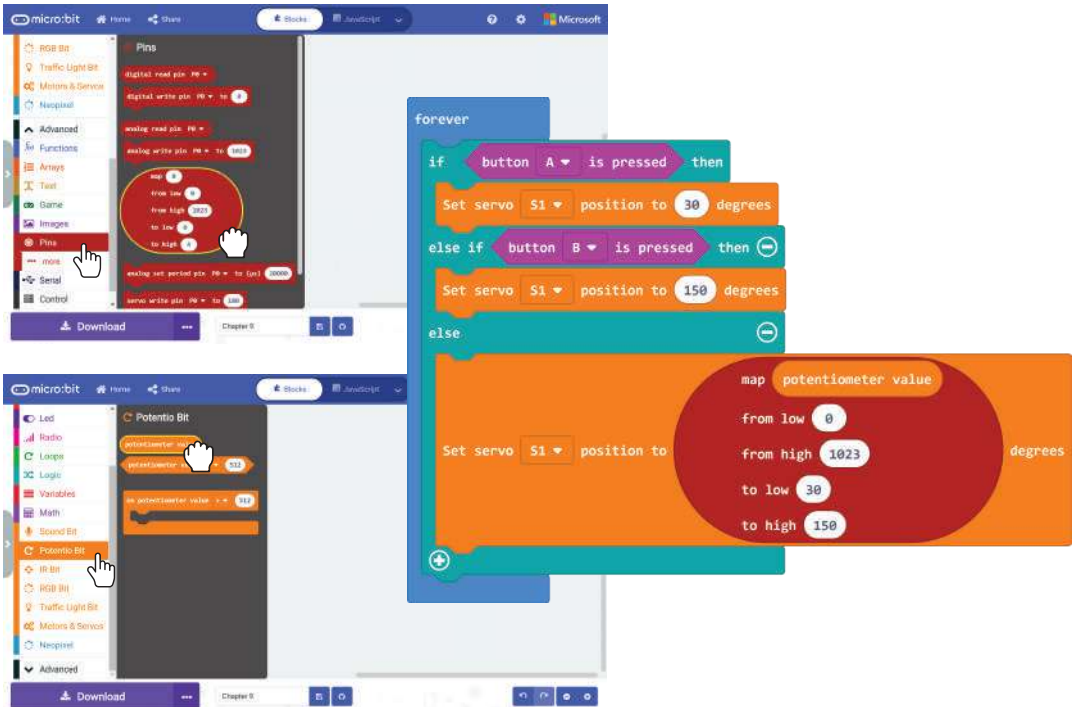 micro:bit Home Share Blocks JavaScript Microsoft
RGB Bit
Traffic Light Bit
Motors & Servos
Neopixel
Advanced
Functions
Arrays
Text
Game
Images
Pins
more
Serial
Control
Pins
digital read pin P0
digital write pin P0 to 0
analog read pin P0
analog write pin P0 to 1023
map 0
from low 0
from high 1023
to low 0
to high 4
analog set period pin P0 to (µs) 20000
servo write pin P0 to 180
Download
micro:bit Home Share Blocks JavaScript
Led
Radio
Loops
Logic
Variables
Math
Sound Bit
Potentio Bit
IR Bit
RGB Bit
Traffic Light Bit
Motors & Servos
Neopixel
Advanced
Potentio Bit
potentiometer value
potentiometer 512
on potentiometer value 512
Download
forever
if button A is pressed then
Set servo S1 position to 30 degrees
else if button B is pressed then
Set servo S1 position to 150 degrees
else
Set servo S1 position to map potentiometer value
from low 0
from high 1023
to low 30
to high 150
degrees